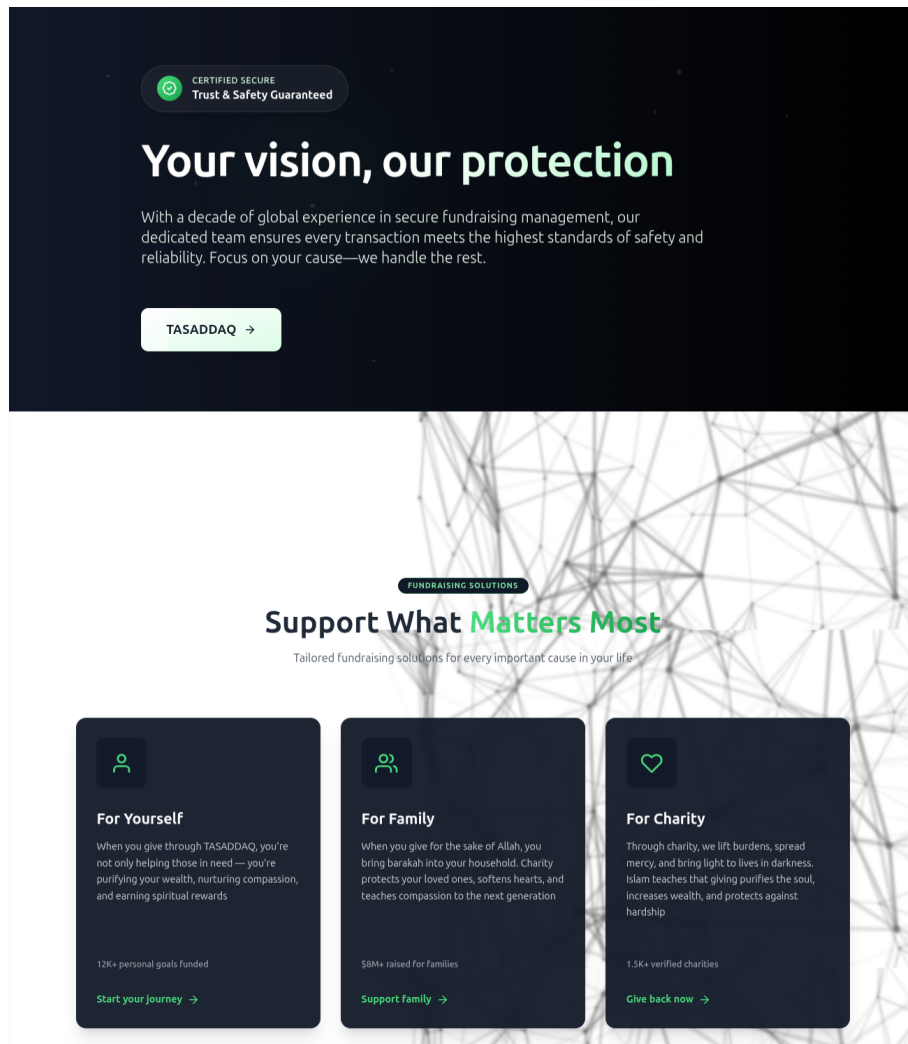 CERTIFIED SECURE
Trust & Safety Guaranteed
Your vision, our protection
With a decade of global experience in secure fundraising management, our
dedicated team ensures every transaction meets the highest standards of safety and
reliability. Focus on your cause—we handle the rest.
TASADDAQ
FUNDRAISING SOLUTIONS
Support What Matters Most
Tailored fundraising solutions for every important cause in your life
For Yourself
When you give through TASADDAQ, you're
not only helping those in need — you're
purifying your wealth, nurturing compassion,
and earning spiritual rewards
12K+ personal goals funded
Start your journey
For Family
When you give for the sake of Allah, you
bring barakah into your household. Charity
protects your loved ones, softens hearts, and
teaches compassion to the next generation
$8M+ raised for families
Support family
For Charity
Through charity, we lift burdens, spread
mercy, and bring light to lives in darkness.
Islam teaches that giving purifies the soul,
increases wealth, and protects against
hardship
1.5K+ verified charities
Give back now